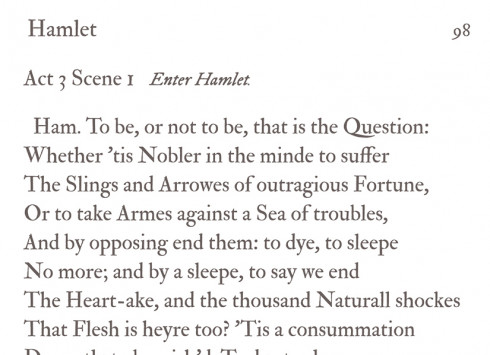 Hamlet 98
Act 3 Scene 1 Enter Hamlet.
Ham. To be, or not to be, that is the Question:
Whether ’tis Nobler in the minde to suffer
The Slings and Arrowes of outragious Fortune,
Or to take Armes against a Sea of troubles,
And by opposing end them: to dye, to sleepe
No more; and by a sleepe, to say we end
The Heart-ake, and the thousand Naturall shockes
That Flesh is heyre too? ’Tis a consummation